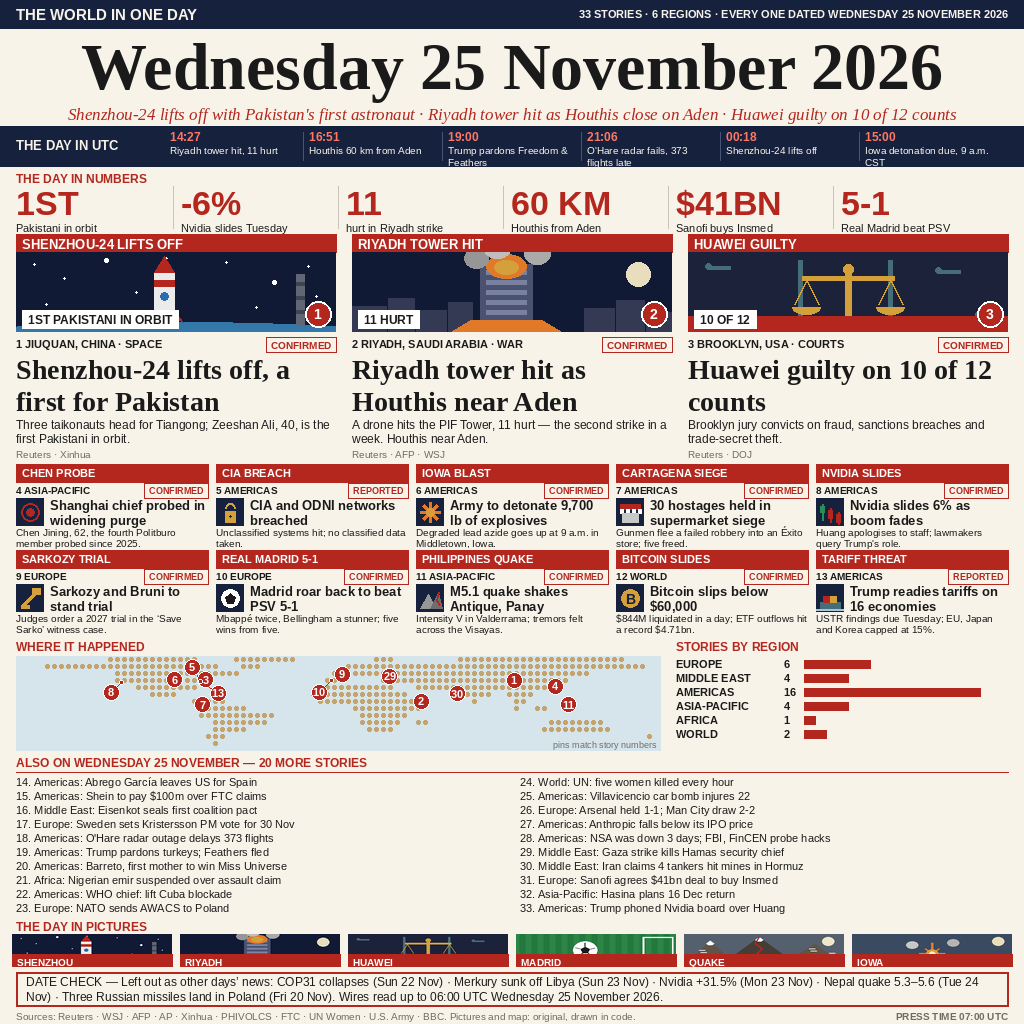 THE WORLD IN ONE DAY
33 STORIES · 6 REGIONS · EVERY ONE DATED WEDNESDAY 25 NOVEMBER 2026
Wednesday 25 November 2026
Shenzhou-24 lifts off with Pakistan's first astronaut · Riyadh tower hit as Houthis close on Aden · Huawei guilty on 10 of 12 counts
THE DAY IN UTC
14:27
Riyadh tower hit, 11 hurt
16:51
Houthis 60 km from Aden
19:00
Trump pardons Freedom &
Feathers
21:06
O'Hare radar fails, 373
flights late
00:18
Shenzhou-24 lifts off
15:00
Iowa detonation due, 9 a.m.
CST
THE DAY IN NUMBERS
1ST
Pakistani in orbit
-6%
Nvidia slides Tuesday
11
hurt in Riyadh strike
60 KM
Houthis from Aden
$41BN
Sanofi buys Insmed
5-1
Real Madrid beat PSV
SHENZHOU-24 LIFTS OFF
1ST PAKISTANI IN ORBIT
1
1 JIUQUAN, CHINA · SPACE
CONFIRMED
Shenzhou-24 lifts off, a
first for Pakistan
Three taikonauts head for Tiangong; Zeeshan Ali, 40, is the
first Pakistani in orbit.
Reuters · Xinhua
RIYADH TOWER HIT
11 HURT
2
2 RIYADH, SAUDI ARABIA · WAR
CONFIRMED
Riyadh tower hit as
Houthis near Aden
A drone hits the PIF Tower, 11 hurt — the second strike in a
week. Houthis near Aden.
Reuters · AFP · WSJ
HUAWEI GUILTY
10 OF 12
3
3 BROOKLYN, USA · COURTS
CONFIRMED
Huawei guilty on 10 of 12
counts
Brooklyn jury convicts on fraud, sanctions breaches and
trade-secret theft.
Reuters · DOJ
CHEN PROBE
4 ASIA-PACIFIC
CONFIRMED
Shanghai chief probed in
widening purge
Chen Jining, 62, the fourth Politburo
member probed since 2025.
CIA BREACH
5 AMERICAS
REPORTED
CIA and ODNI networks
breached
Unclassified systems hit; no classified data
taken.
IOWA BLAST
6 AMERICAS
CONFIRMED
Army to detonate 9,700
lb of explosives
Degraded lead azide goes up at 9 a.m. in
Middletown, Iowa.
CARTAGENA SIEGE
7 AMERICAS
CONFIRMED
30 hostages held in
supermarket siege
Gunmen flee a failed robbery into an Éxito
store; five freed.
NVIDIA SLIDES
8 AMERICAS
CONFIRMED
Nvidia slides 6% as
boom fades
Huang apologises to staff; lawmakers
query Trump's role.
SARKOZY TRIAL
9 EUROPE
CONFIRMED
Sarkozy and Bruni to
stand trial
Judges order a 2027 trial in the 'Save
Sarko' witness case.
REAL MADRID 5-1
10 EUROPE
CONFIRMED
Madrid roar back to beat
PSV 5-1
Mbappé twice, Bellingham a stunner; five
wins from five.
PHILIPPINES QUAKE
11 ASIA-PACIFIC
CONFIRMED
M5.1 quake shakes
Antique, Panay
Intensity V in Valderrama; tremors felt
across the Visayas.
BITCOIN SLIDES
12 WORLD
CONFIRMED
B
Bitcoin slips below
$60,000
$844M liquidated in a day; ETF outflows hit
a record $4.71bn.
TARIFF THREAT
13 AMERICAS
REPORTED
Trump readies tariffs on
16 economies
USTR findings due Tuesday; EU, Japan
and Korea capped at 15%.
WHERE IT HAPPENED
8
6
5
3
13
7
10
9
29
2
30
1
4
11
pins match story numbers
STORIES BY REGION
EUROPE 6
MIDDLE EAST 4
AMERICAS 16
ASIA-PACIFIC 4
AFRICA 1
WORLD 2
ALSO ON WEDNESDAY 25 NOVEMBER — 20 MORE STORIES
14. Americas: Abrego García leaves US for Spain
15. Americas: Shein to pay $100m over FTC claims
16. Middle East: Eisenkot seals first coalition pact
17. Europe: Sweden sets Kristersson PM vote for 30 Nov
18. Americas: O'Hare radar outage delays 373 flights
19. Americas: Trump pardons turkeys; Feathers fled
20. Americas: Barreto, first mother to win Miss Universe
21. Africa: Nigerian emir suspended over assault claim
22. Americas: WHO chief: lift Cuba blockade
23. Europe: NATO sends AWACS to Poland
24. World: UN: five women killed every hour
25. Americas: Villavicencio car bomb injures 22
26. Europe: Arsenal held 1-1; Man City draw 2-2
27. Americas: Anthropic falls below its IPO price
28. Americas: NSA was down 3 days; FBI, FinCEN probe hacks
29. Middle East: Gaza strike kills Hamas security chief
30. Middle East: Iran claims 4 tankers hit mines in Hormuz
31. Europe: Sanofi agrees $41bn deal to buy Insmed
32. Asia-Pacific: Hasina plans 16 Dec return
33. Americas: Trump phoned Nvidia board over Huang
THE DAY IN PICTURES
SHENZHOU
RIYADH
HUAWEI
MADRID
QUAKE
IOWA
DATE CHECK — Left out as other days' news: COP31 collapses (Sun 22 Nov) · Merkury sunk off Libya (Sun 23 Nov) · Nvidia +31.5% (Mon 23 Nov) · Nepal quake 5.3–5.6 (Tue 24
Nov) · Three Russian missiles land in Poland (Fri 20 Nov). Wires read up to 06:00 UTC Wednesday 25 November 2026.
Sources: Reuters · WSJ · AFP · AP · Xinhua · PHIVOLCS · FTC · UN Women · U.S. Army · BBC. Pictures and map: original, drawn in code.
PRESS TIME 07:00 UTC